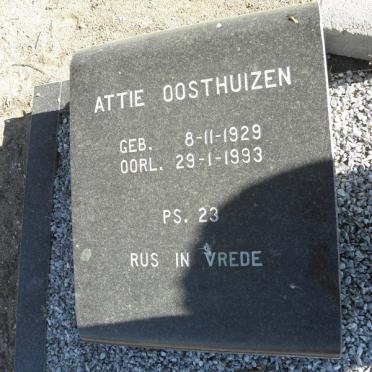 ATTIE OOSTHUIZEN
GEB. 8-11-1929
OORL. 29-1-1993
PS. 23
RUS IN VREDE